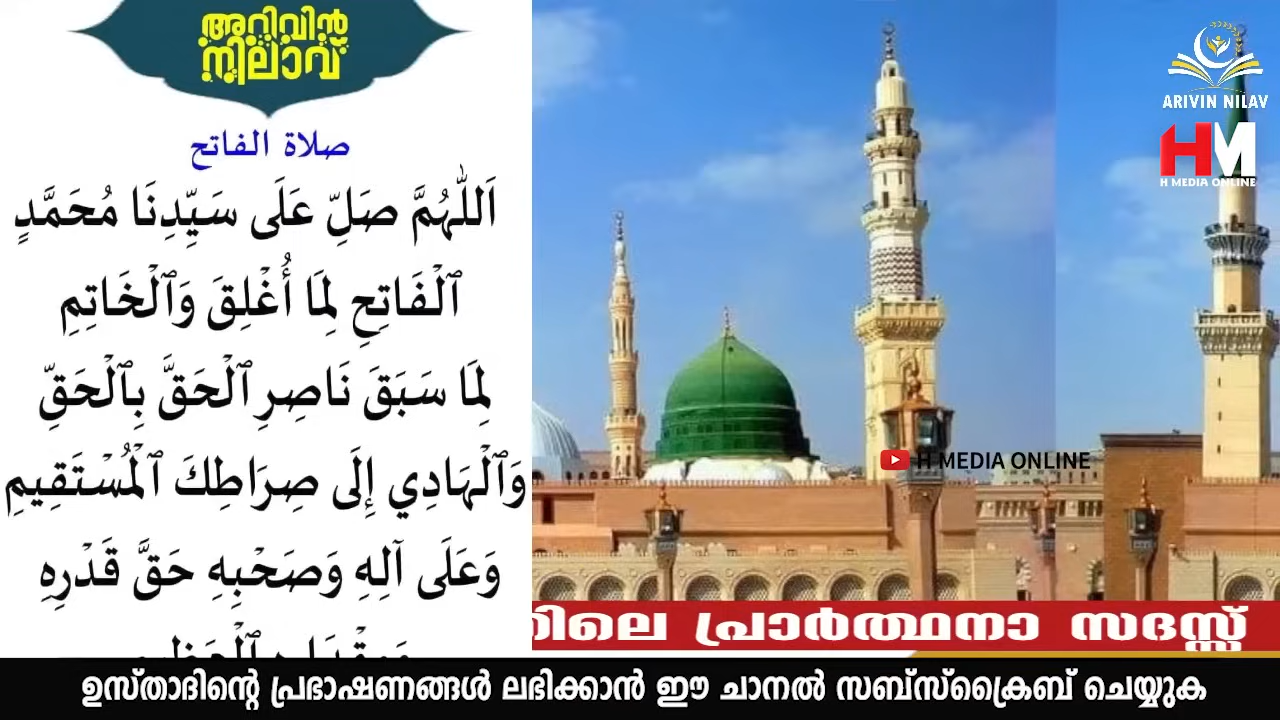 അറിവിൻ
നിലാവ്
صلاة الفاتح
اَللّٰهُمَّ صَلِّ عَلَى سَيِّدِنَا مُحَمَّدٍ
ٱلْفَاتِحِ لِمَا أُغْلِقَ وَٱلْخَاتِمِ
لِمَا سَبَقَ نَاصِرِ ٱلْحَقَّ بِٱلْحَقِّ
وَٱلْهَادِي إِلَى صِرَاطِكَ ٱلْمُسْتَقِيمِ
وَعَلَى آلِهِ وَصَحْبِهِ حَقَّ قَدْرِهِ
ARIVIN NILAV
HM
H MEDIA ONLINE
H MEDIA ONLINE
പ്രാർത്ഥനാ സദസ്സ്
ഉസ്താദിന്റെ പ്രഭാഷണങ്ങൾ ലഭിക്കാൻ ഈ ചാനൽ സബ്സ്ക്രൈബ് ചെയ്യുക